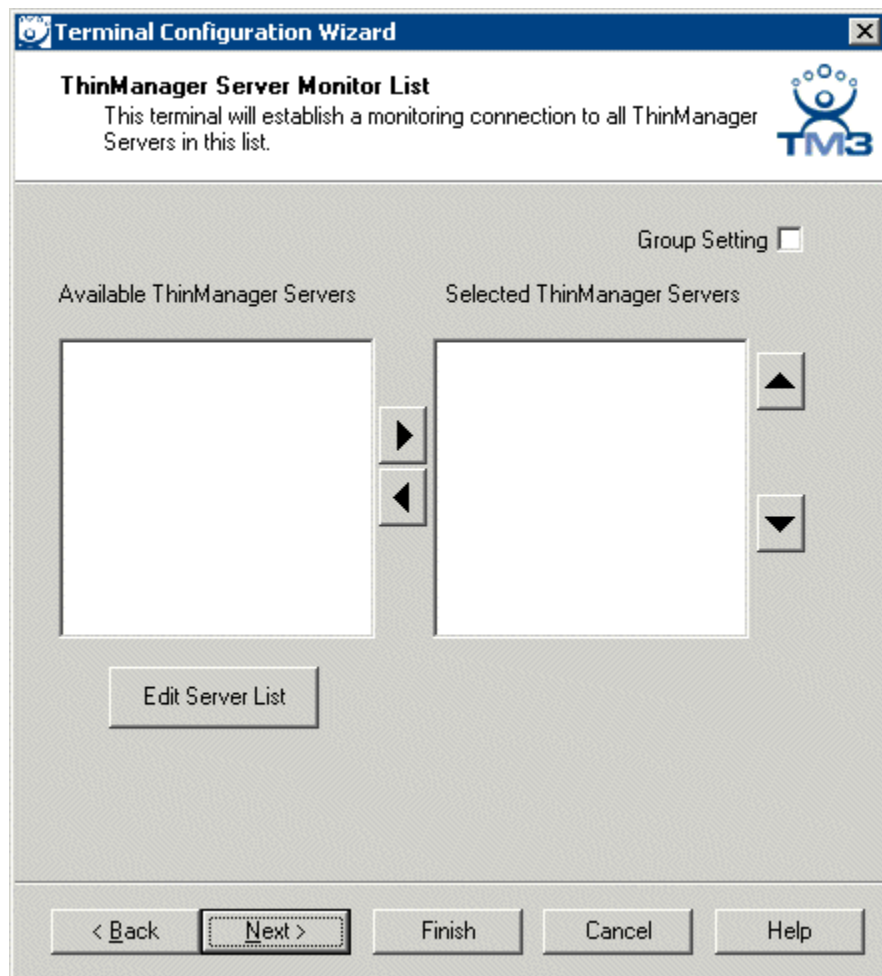 Terminal Configuration Wizard
ThinManager Server Monitor List
This terminal will establish a monitoring connection to all ThinManager
Servers in this list.
TM3
Group Setting
Available ThinManager Servers
Selected ThinManager Servers
Edit Server List
< Back
Next >
Finish
Cancel
Help